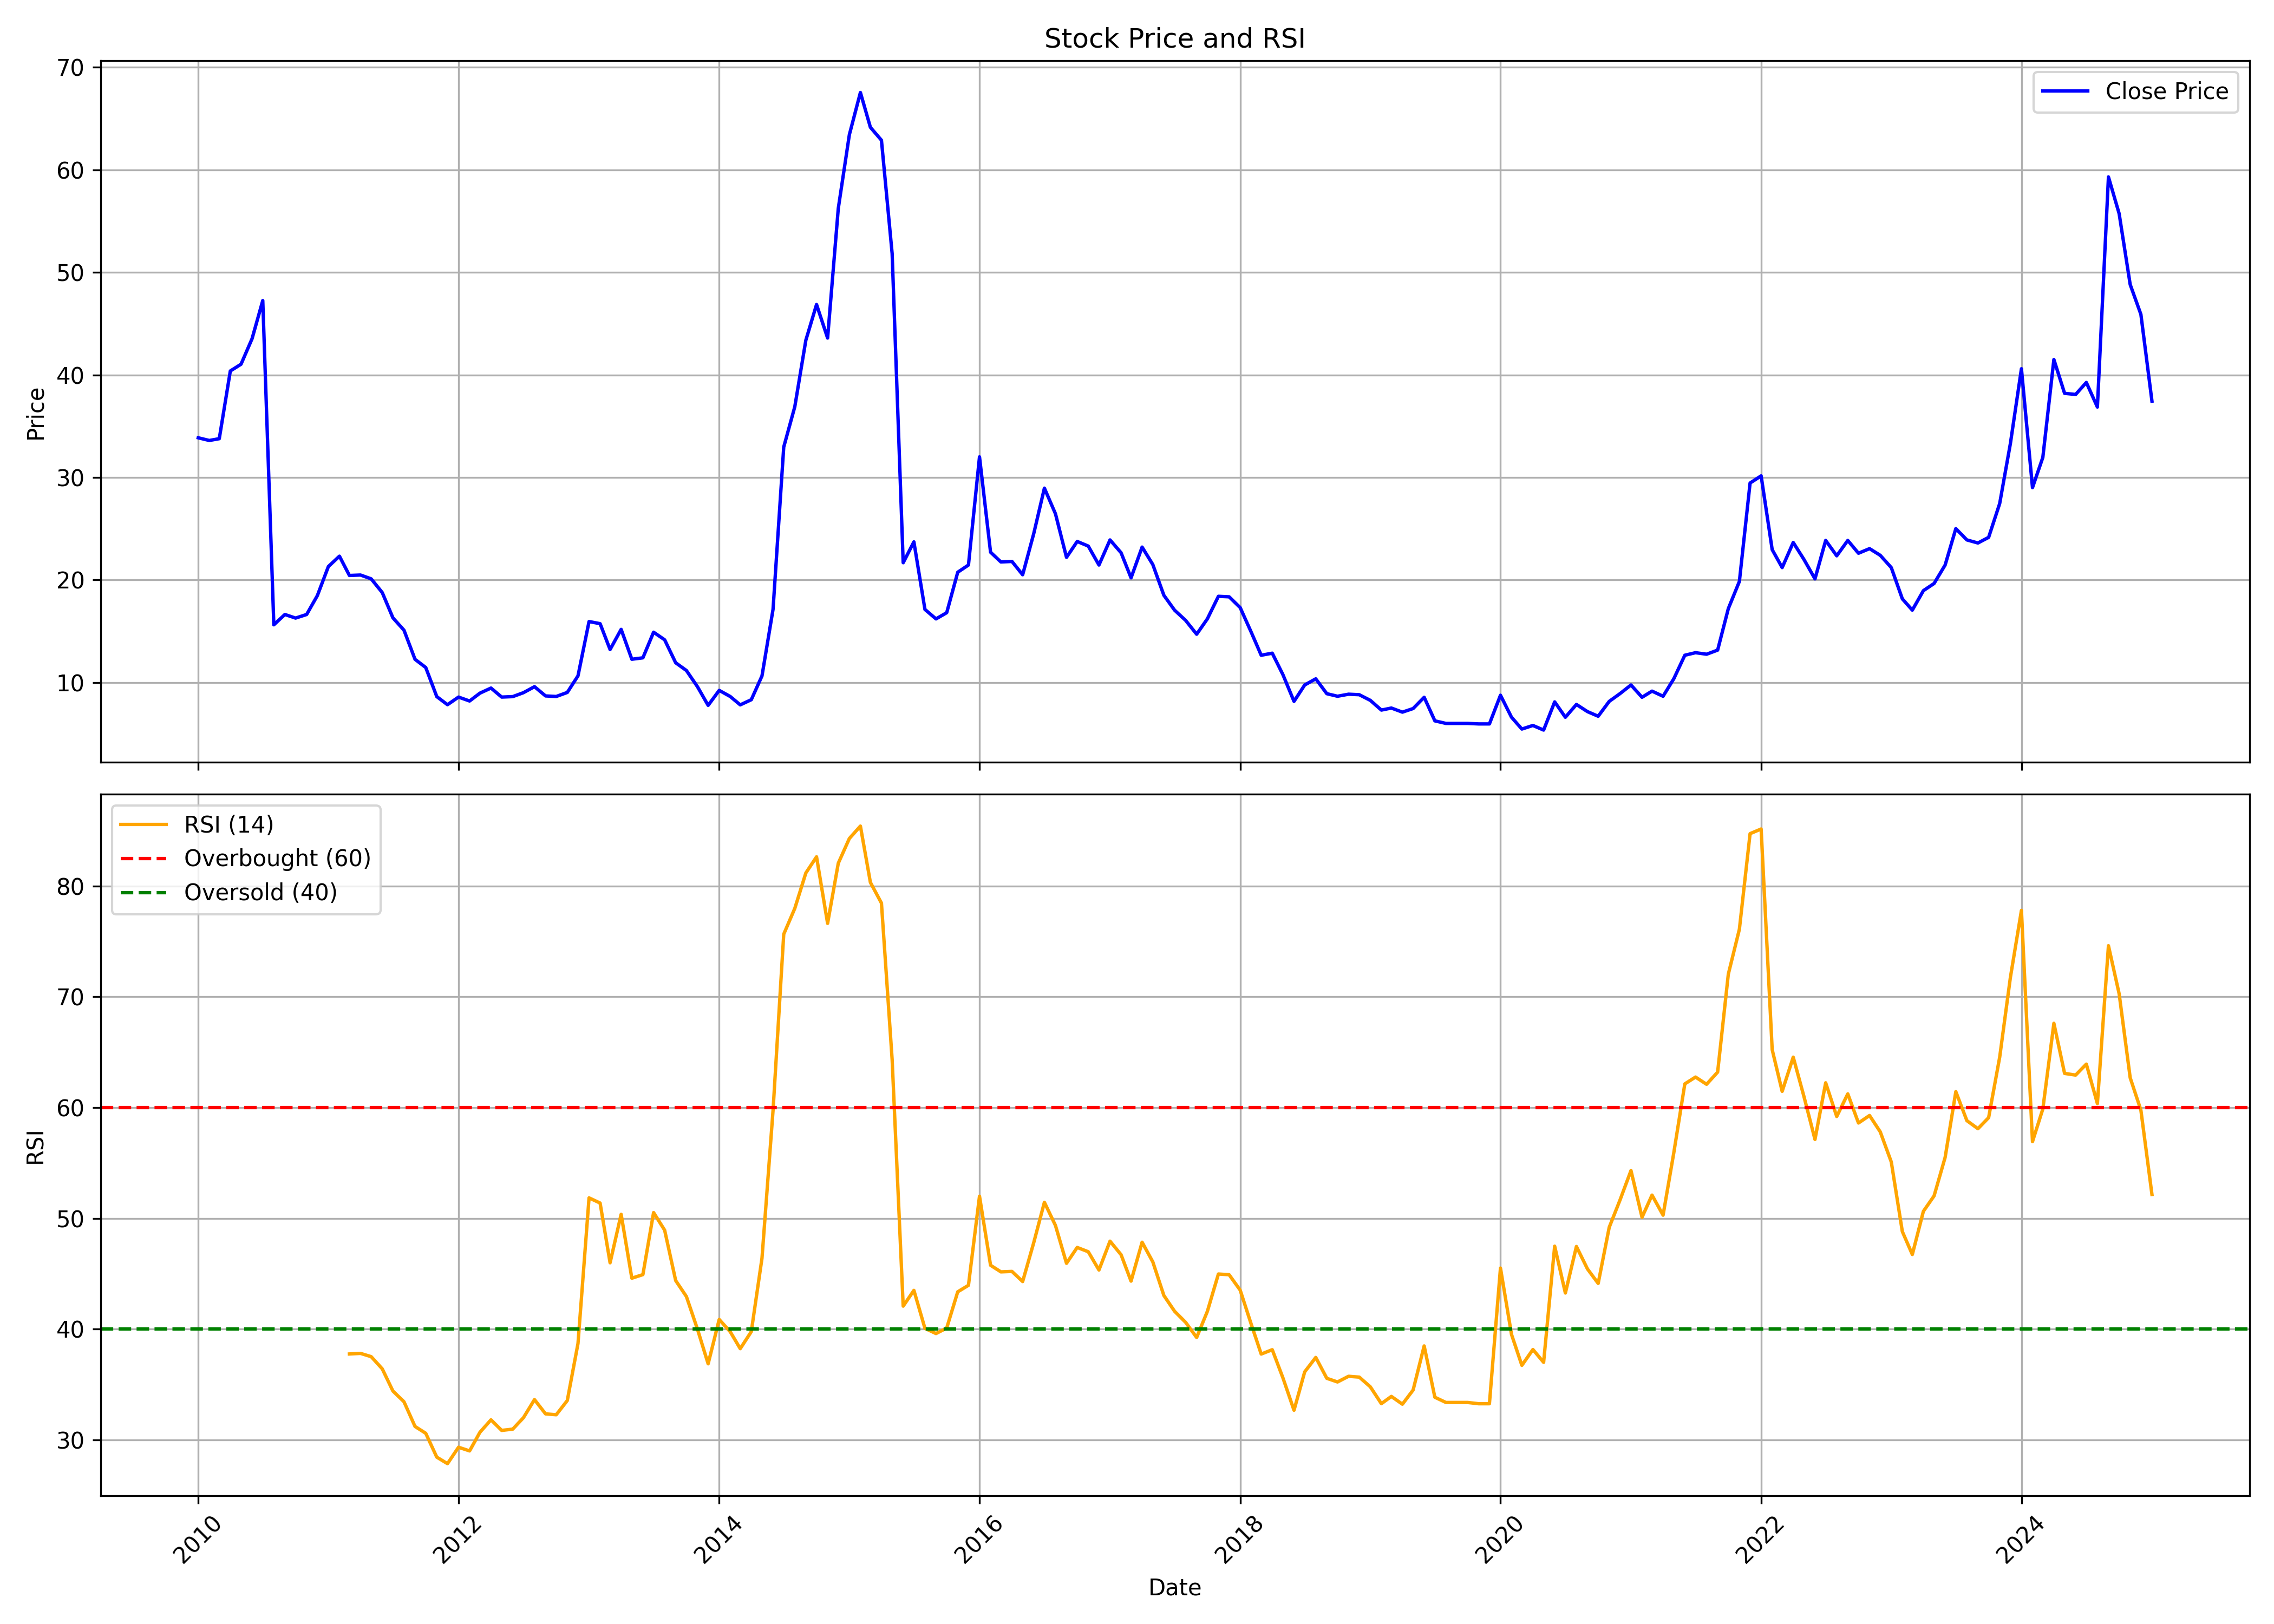 Stock Price and RSI
70
60
50
40
30
20
10
Price
Close Price
80
70
60
50
40
30
RSI
RSI (14)
Overbought (60)
Oversold (40)
2010
2012
2014
2016
2018
2020
2022
2024
Date